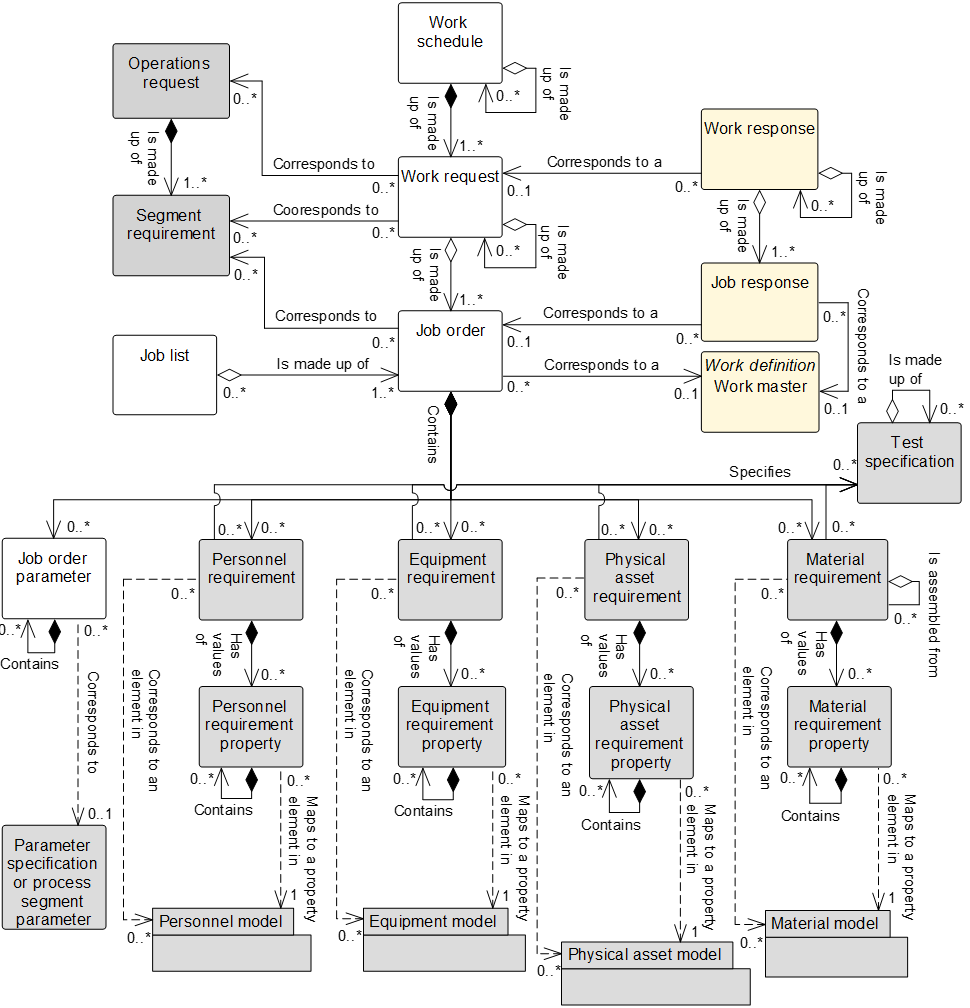 Work
schedule
Is made
up of
0..*
Operations
request
0..*
Is made
up of
1..*
Is made
up of
1..*
Corresponds to
0..*
Work request
Corresponds to a
0..1
0..*
Work response
Is made
up of
0..*
Segment
requirement
Cooresponds to
0..*
0..*
Is made
up of
0..*
Is made
up of
1..*
Is made
up of
1..*
0..*
Corresponds to
0..*
Job order
Corresponds to a
0..1
0..*
Job response
0..*
Corresponds to a
0..1
Job list
0..*
Is made up of
1..*
0..*
Corresponds to a
0..1
Work definition
Work master
Is made
up of
0..*
Test
specification
0..*
Contains
Specifies
0..*
0..*
0..*
0..*
0..*
0..*
0..*
0..*
0..*
Job order
parameter
Personnel
requirement
Equipment
requirement
Physical
asset
requirement
Material
requirement
Is assembled from
0..*
0..*
0..*
0..*
0..*
0..*
0..*
Contains
Has
values
of
0..*
Has
values
of
0..*
Has
values
of
0..*
Has
values
of
0..*
Corresponds to
0..1
Corresponds to an
element in
Personnel
requirement
property
Corresponds to an
element in
Equipment
requirement
property
Corresponds to an
element in
Physical
asset
requirement
property
Corresponds to an
element in
Material
requirement
property
0..*
0..*
Contains
0..*
0..*
Contains
0..*
0..*
Contains
0..*
0..*
Contains
Maps to a property
element in
1
Maps to a property
element in
1
Maps to a property
element in
1
Maps to a property
element in
1
Parameter
specification
or process
segment
parameter
0..*
Personnel model
0..*
Equipment model
0..*
Physical asset model
0..*
Material model